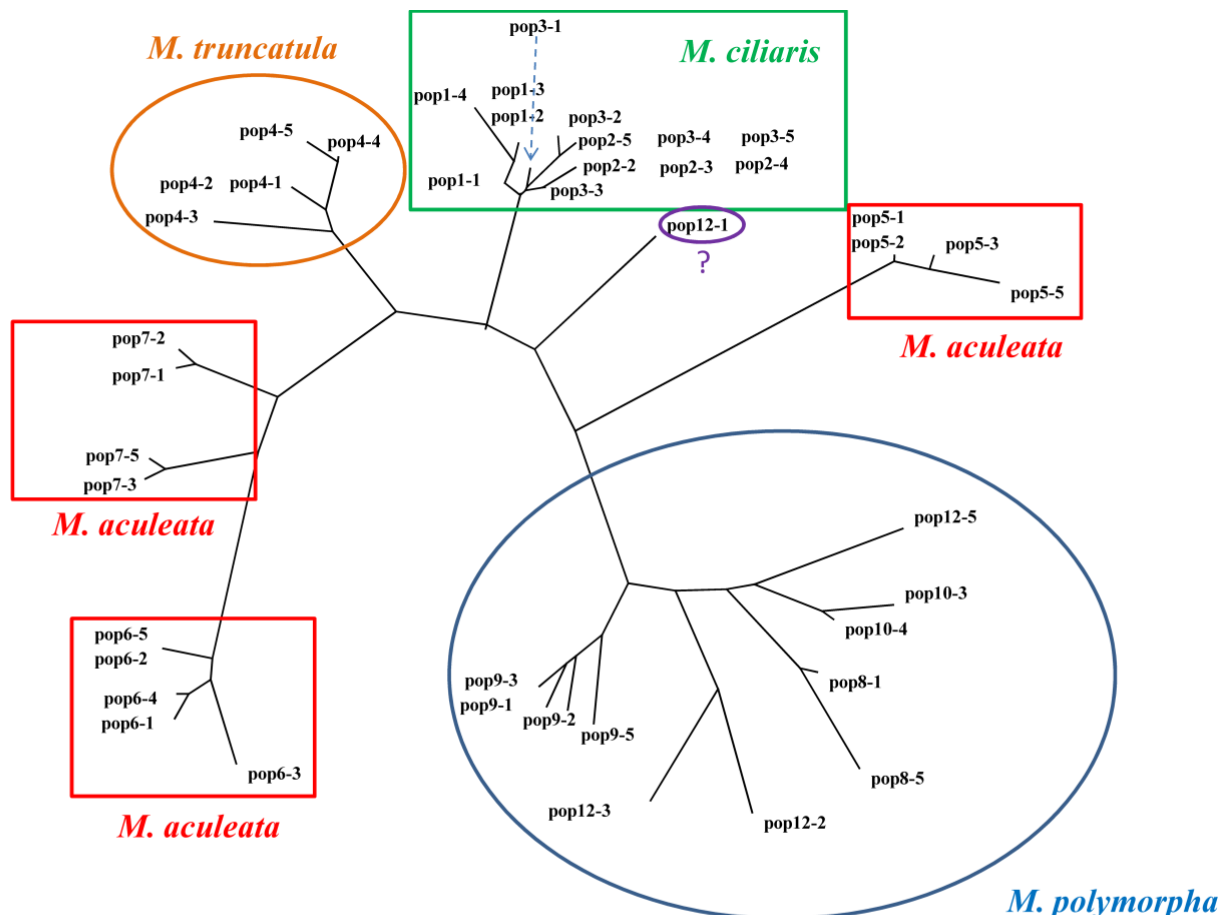 M. truncatula
pop4-5
pop4-4
pop4-2
pop4-1
pop4-3
pop3-1
M. ciliaris
pop1-4
pop1-3
pop1-2
pop3-2
pop2-5
pop3-4
pop3-5
pop2-2
pop2-3
pop2-4
pop1-1
pop3-3
pop12-1
?
pop5-1
pop5-2
pop5-3
pop5-5
M. aculeata
pop7-2
pop7-1
pop7-5
pop7-3
M. aculeata
pop6-5
pop6-2
pop6-4
pop6-1
pop6-3
M. aculeata
pop12-5
pop10-3
pop10-4
pop8-1
pop9-3
pop9-1
pop9-2
pop9-5
pop8-5
pop12-3
pop12-2
M. polymorpha